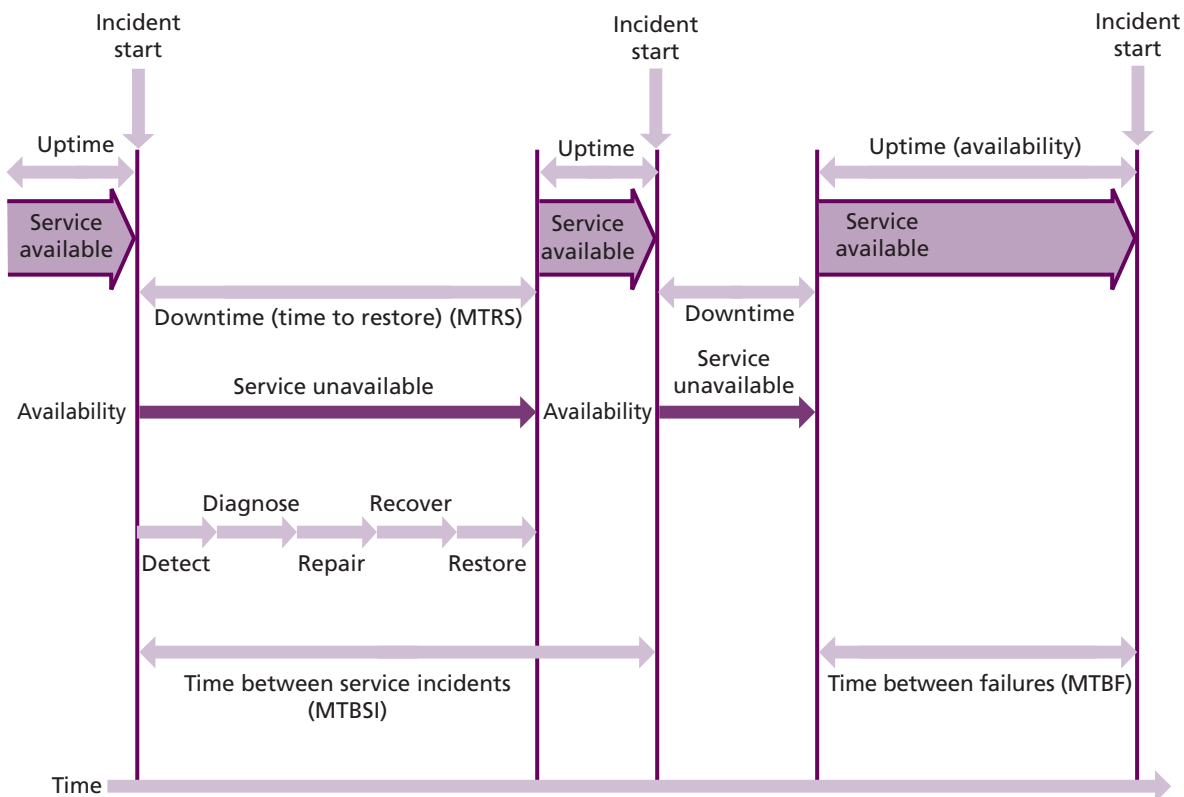 Incident
start
Incident
start
Incident
start
Uptime
Uptime
Uptime (availability)
Service
available
Service
available
Service
available
Downtime (time to restore) (MTRS)
Downtime
Service unavailable
Service
unavailable
Availability
Availability
Diagnose
Recover
Detect
Repair
Restore
Time between service incidents
(MTBSI)
Time between failures (MTBF)
Time